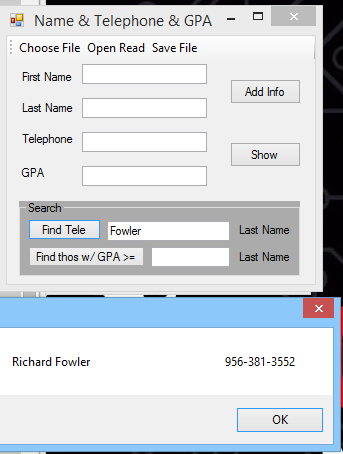 Name & Telephone & GPA
Choose File Open Read Save File
First Name
Add Info
Last Name
Telephone
Show
GPA
Search
Find Tele Fowler Last Name
Find thos w/ GPA >= Last Name
Richard Fowler 956-381-3552
OK